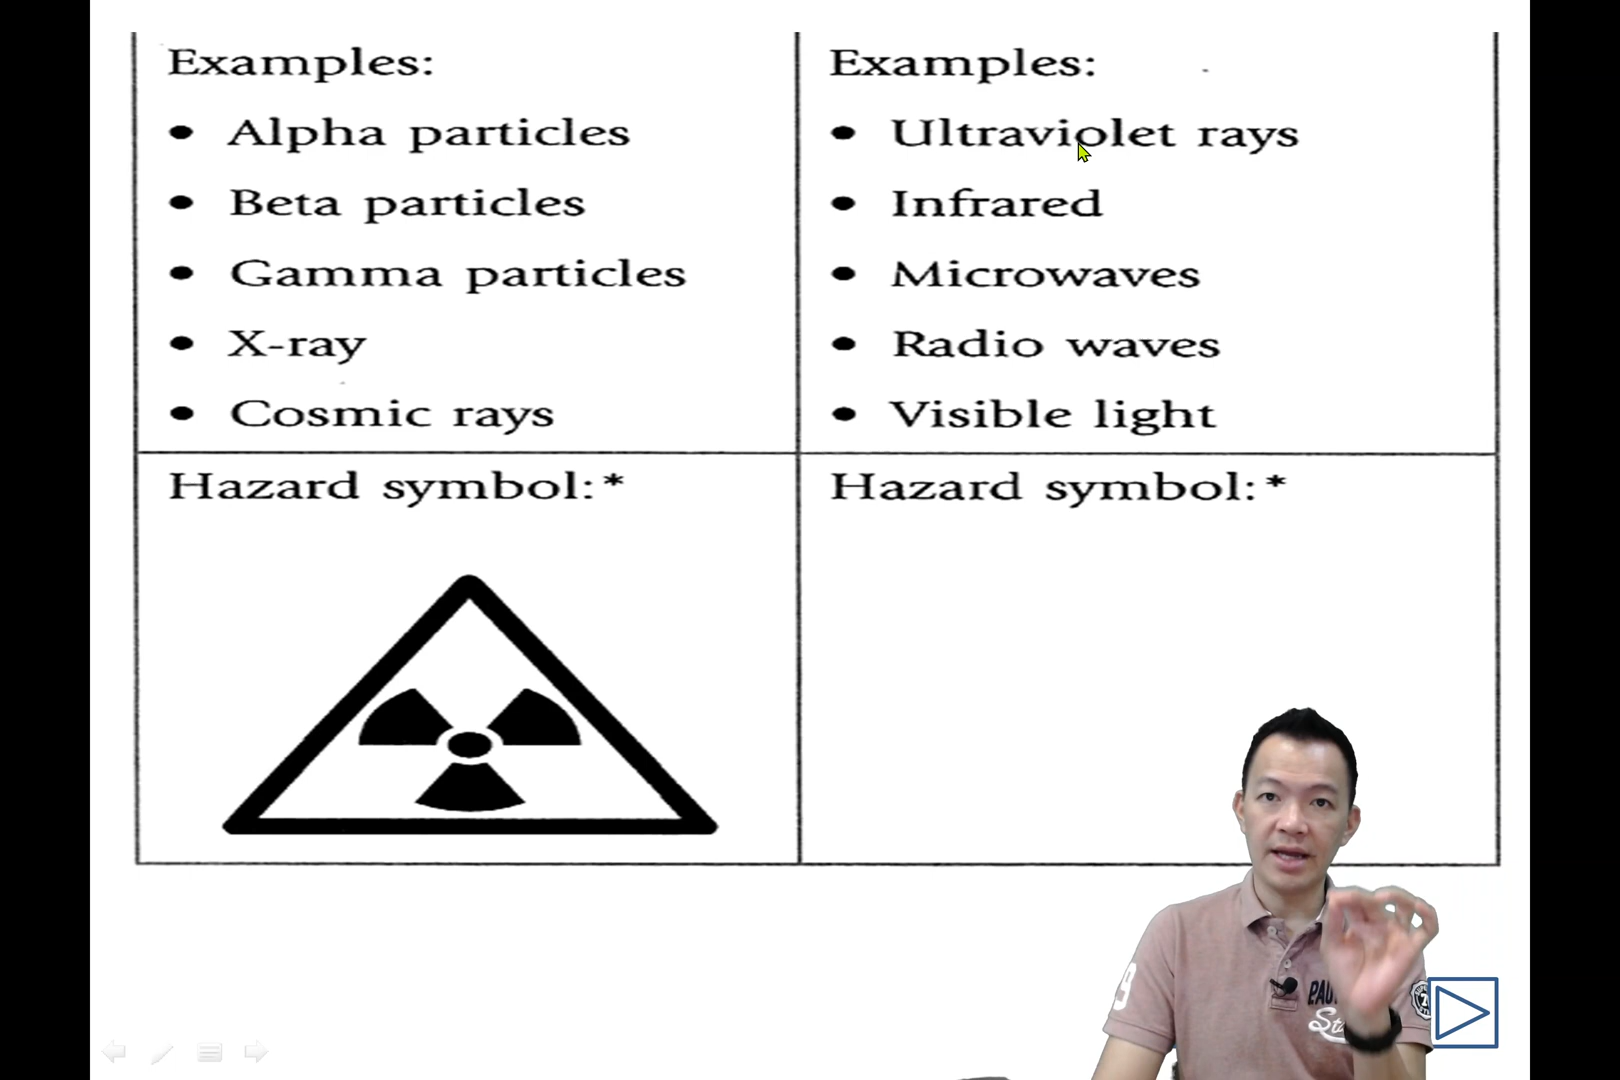 Examples:
• Alpha particles
• Beta particles
• Gamma particles
• X-ray
• Cosmic rays
Hazard symbol:*
Examples:
• Ultraviolet rays
• Infrared
• Microwaves
• Radio waves
• Visible light
Hazard symbol:*
9